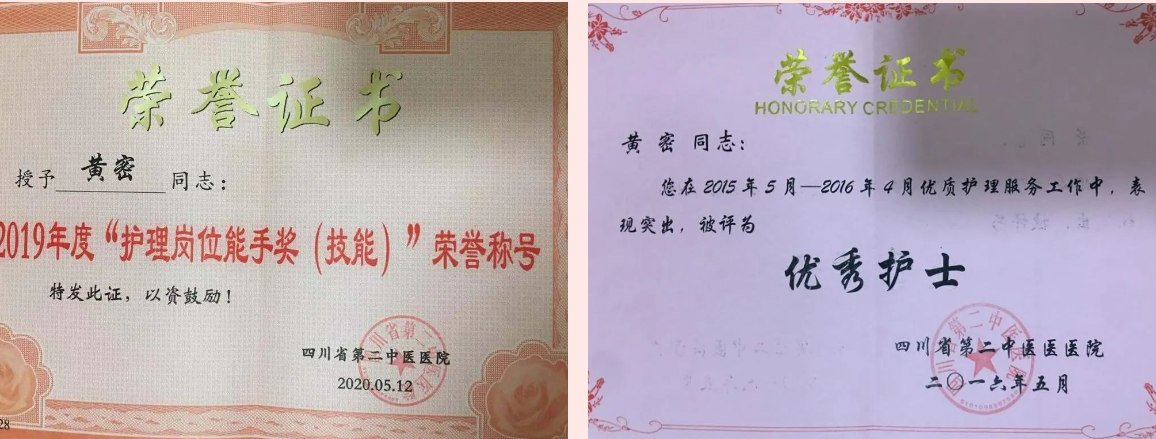 荣誉证书
授予 黄密 同志：
2019年度“护理岗位能手奖（技能）”荣誉称号
特发此证，以资鼓励！
四川省第二中医医院
2020.05.12
28
荣誉证书
HONORARY CREDENTIAL
黄密 同志：
您在2015年5月—2016年4月优质护理服务工作中，表
现突出，被评为
优秀护士
四川省第二中医医医院
二〇一六年五月